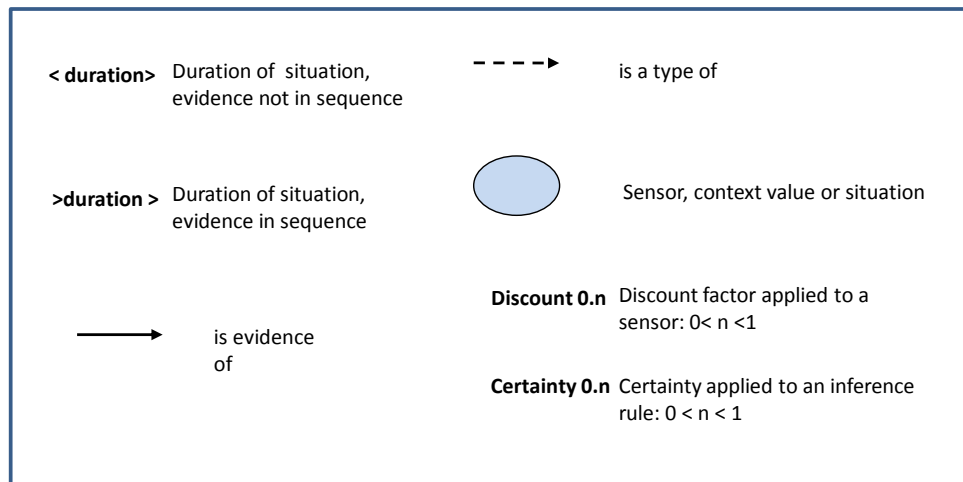 < duration> Duration of situation,
evidence not in sequence
is a type of
>duration > Duration of situation,
evidence in sequence
Sensor, context value or situation
is evidence
of
Discount 0.n Discount factor applied to a
sensor: 0< n <1
Certainty 0.n Certainty applied to an inference
rule: 0 < n < 1